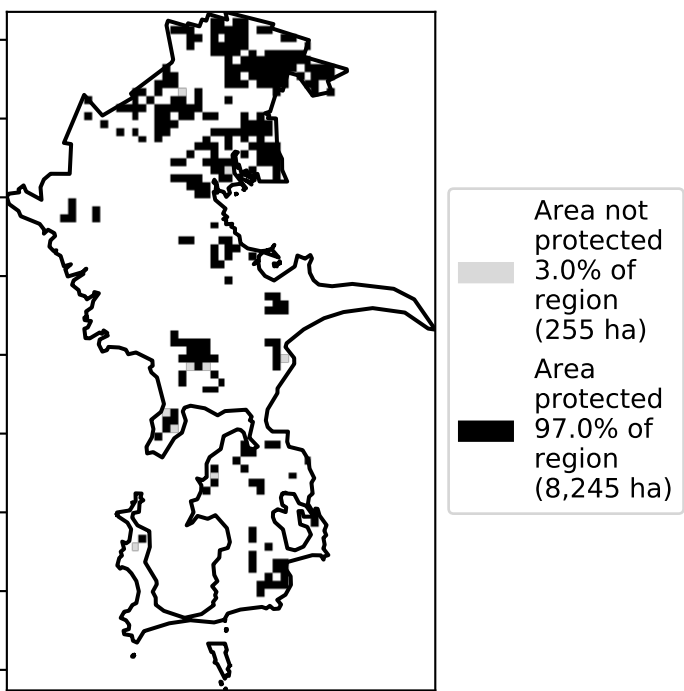 Area not
protected
3.0% of
region
(255 ha)
Area
protected
97.0% of
region
(8,245 ha)